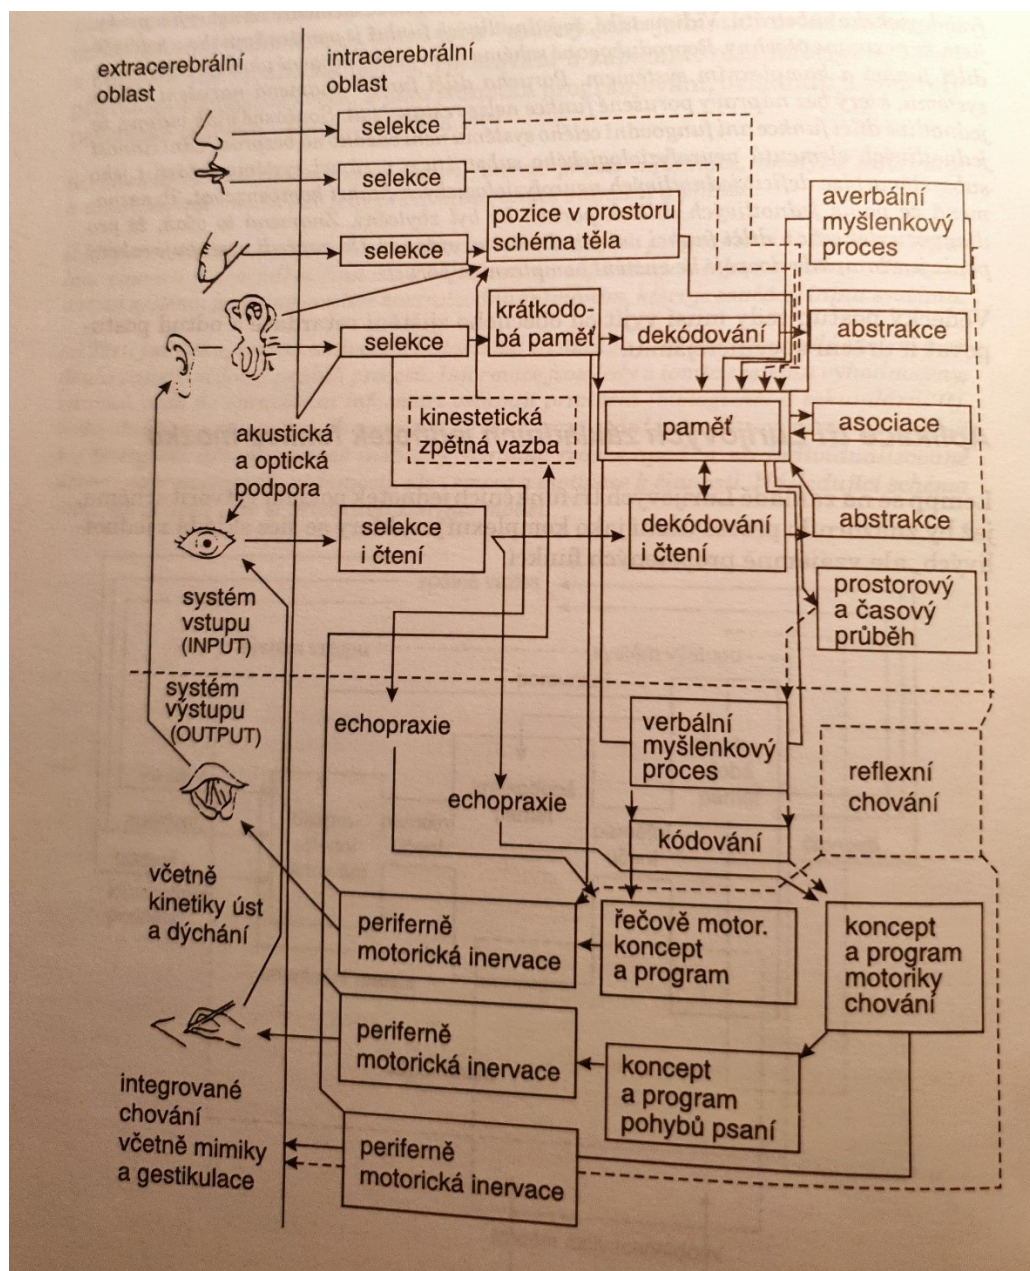 extracerebrální
oblast
intracerebrální
oblast
selekce
selekce
selekce
pozice v prostoru
schéma těla
averbální
myšlenkový
proces
selekce
krátkodo-
bá paměť
dekódování
abstrakce
kinestetická
zpětná vazba
paměť
asociace
akustická
a optická
podpora
selekce
i čtení
dekódování
i čtení
abstrakce
prostorový
a časový
průběh
systém
vstupu
(INPUT)
systém
výstupu
(OUTPUT)
echopraxie
echopraxie
verbální
myšlenkový
proces
reflexní
chování
kódování
včetně
kinetiky úst
a dýchání
periferně
motorická inervace
řečově motor.
koncept
a program
koncept
a program
motoriky
chování
periferně
motorická inervace
koncept
a program
pohybů psaní
integrované
chování
včetně mimiky
a gestikulace
periferně
motorická inervace